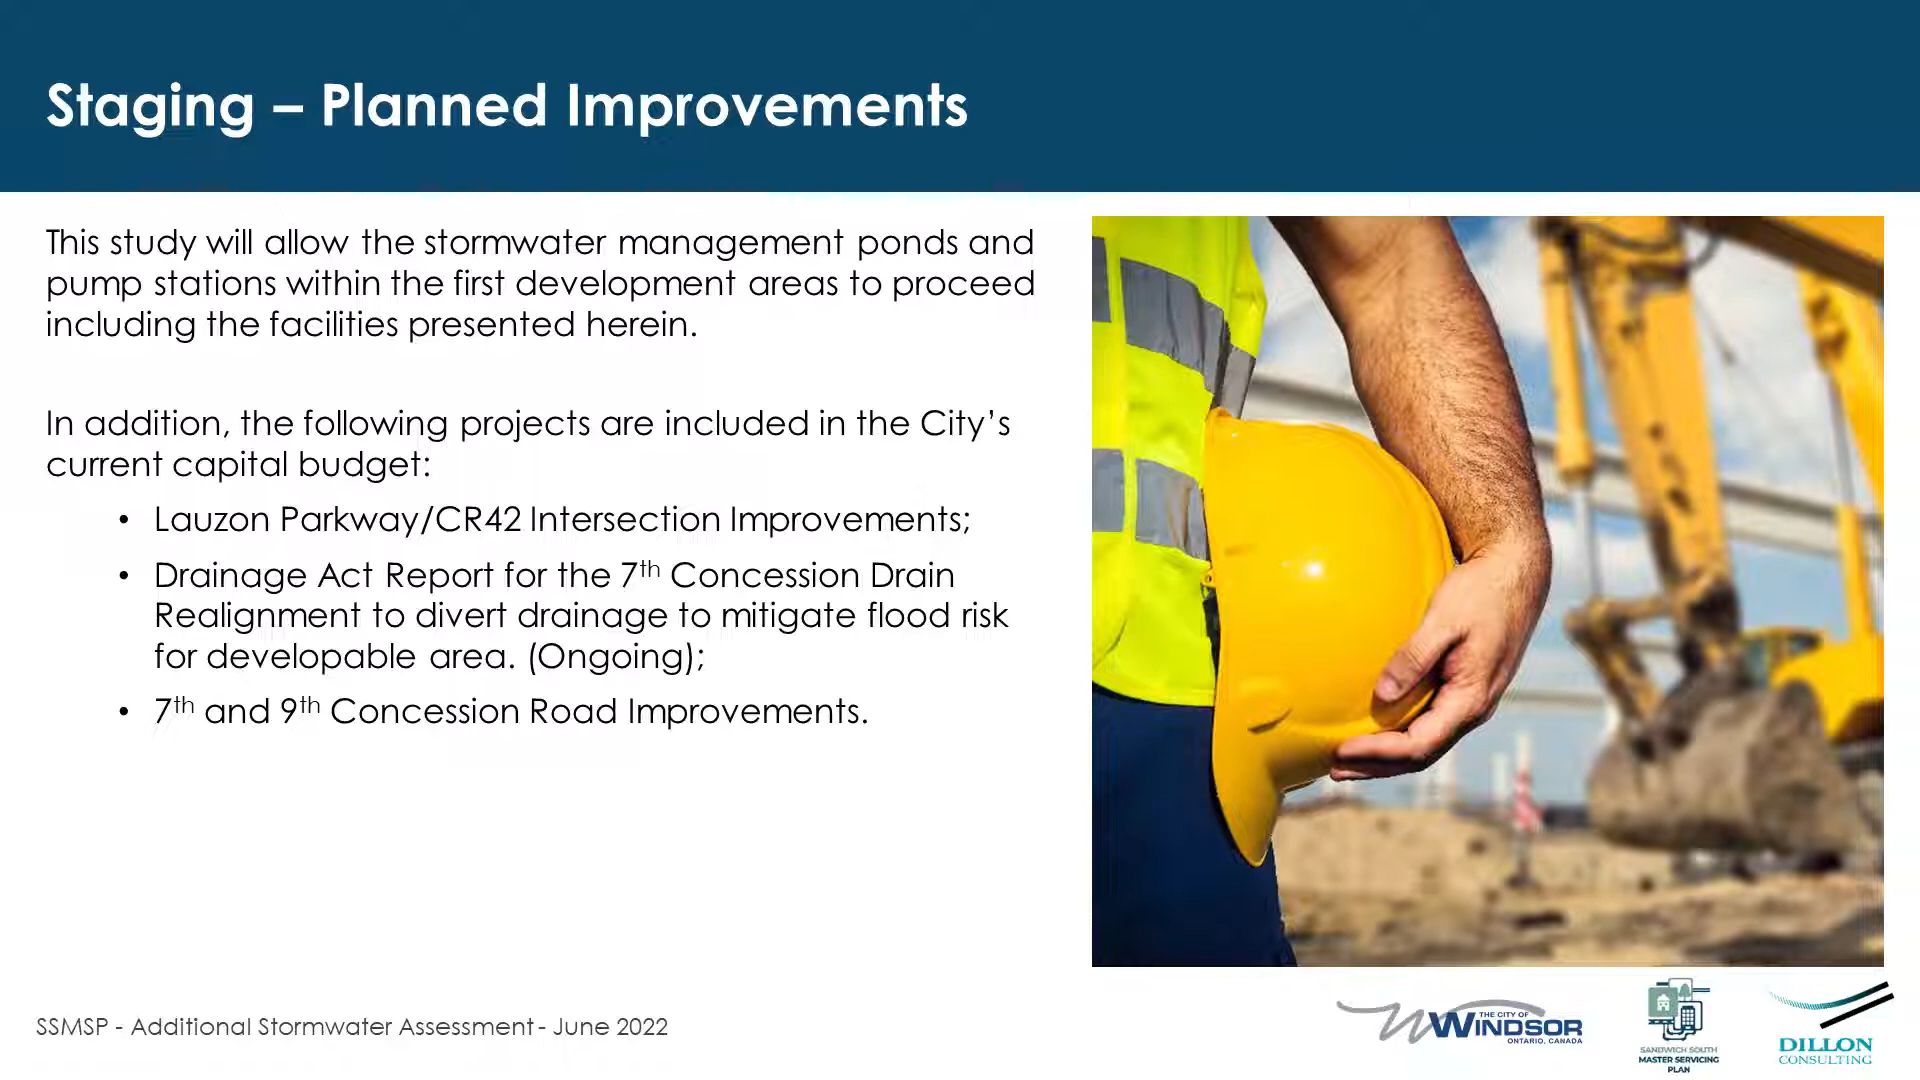 Staging – Planned Improvements
This study will allow the stormwater management ponds and
pump stations within the first development areas to proceed
including the facilities presented herein.
In addition, the following projects are included in the City’s
current capital budget:
• Lauzon Parkway/CR42 Intersection Improvements;
• Drainage Act Report for the 7th Concession Drain
Realignment to divert drainage to mitigate flood risk
for developable area. (Ongoing);
• 7th and 9th Concession Road Improvements.
SSMSP - Additional Stormwater Assessment - June 2022
THE CITY OF
WINDSOR
ONTARIO, CANADA
SANDWICH SOUTH
MASTER SERVICING
PLAN
DILLON
CONSULTING